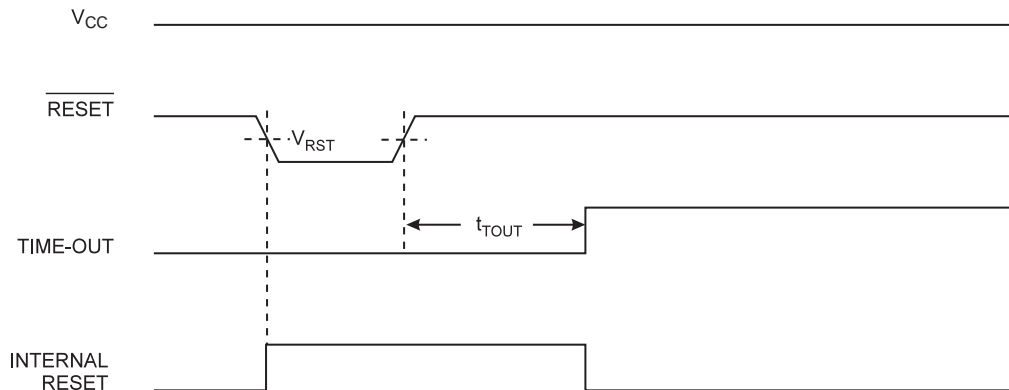 VCC
RESET
VRST
tTOUT
TIME-OUT
INTERNAL
RESET